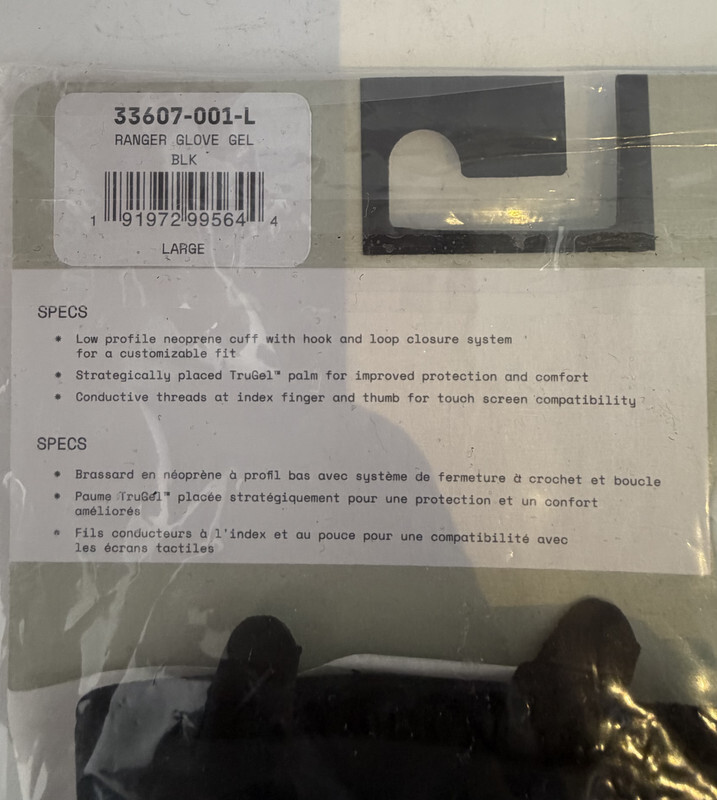 33607-001-L
RANGER GLOVE GEL
BLK
1 91972 99564 4
LARGE
SPECS
* Low profile neoprene cuff with hook and loop closure system
for a customizable fit
* Strategically placed TruGel™ palm for improved protection and comfort
* Conductive threads at index finger and thumb for touch screen compatibility
SPECS
* Brassard en néoprène à profil bas avec système de fermeture à crochet et boucle
* Paume TruGel™ placée stratégiquement pour une protection et un confort
améliorés
* Fils conducteurs à l'index et au pouce pour une compatibilité avec
les écrans tactiles